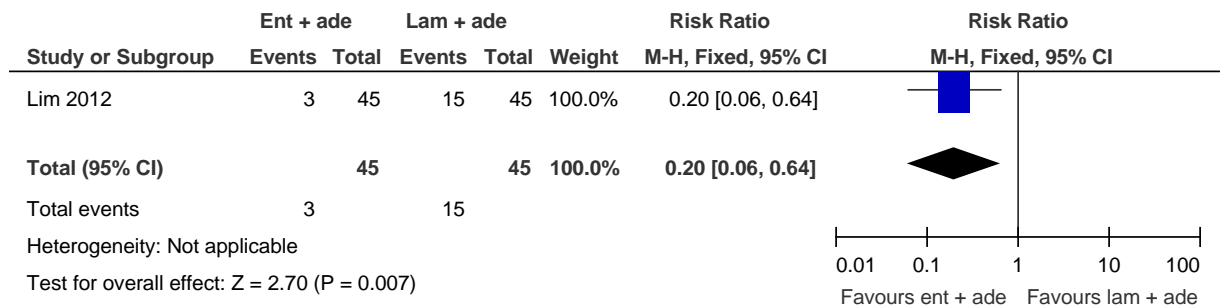 Ent + ade Lam + ade Risk Ratio Risk Ratio
Study or Subgroup Events Total Events Total Weight M-H, Fixed, 95% CI M-H, Fixed, 95% CI
Lim 2012 3 45 15 45 100.0% 0.20 [0.06, 0.64]
Total (95% CI) 45 45 100.0% 0.20 [0.06, 0.64]
Total events 3 15
Heterogeneity: Not applicable
Test for overall effect: Z = 2.70 (P = 0.007)
0.01 0.1 1 10 100
Favours ent + ade Favours lam + ade